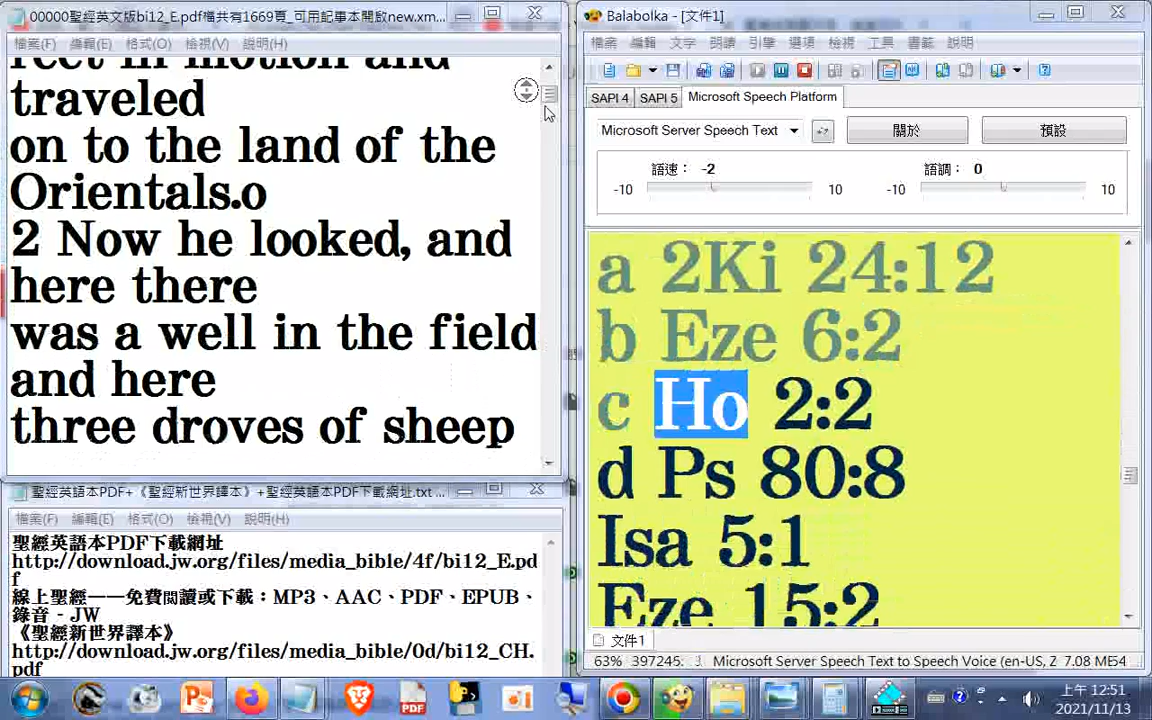 00000聖經英文版bi12_E.pdf檔共有1669頁_可用記事本開啟new.xm...
檔案(F) 編輯(E) 格式(O) 檢視(V) 說明(H)
feet in motion and
traveled
on to the land of the
Orientals.o
2 Now he looked, and
here there
was a well in the field
and here
three droves of sheep
聖經英語本PDF+《聖經新世界譯本》+聖經英語本PDF下載網址.txt ...
檔案(F) 編輯(E) 格式(O) 檢視(V) 說明(H)
聖經英語本PDF下載網址
http://download.jw.org/files/media_bible/4f/bi12_E.pd
f
線上聖經——免費閱讀或下載：MP3、AAC、PDF、EPUB、
錄音 - JW
《聖經新世界譯本》
http://download.jw.org/files/media_bible/0d/bi12_CH.
pdf
Balabolka - [文件1]
檔案 編輯 文字 朗讀 引擎 選項 檢視 工具 書籤 說明
SAPI 4 SAPI 5 Microsoft Speech Platform
Microsoft Server Speech Text 關於 預設
語速： -2 語調： 0
-10 10 -10 10
a 2Ki 24:12
b Eze 6:2
c Ho 2:2
d Ps 80:8
Isa 5:1
Eze 15:2
文件1
63% 397245: Microsoft Server Speech Text to Speech Voice (en-US, Z 7.08 ME54
PDF
上午 12:51
2021/11/13